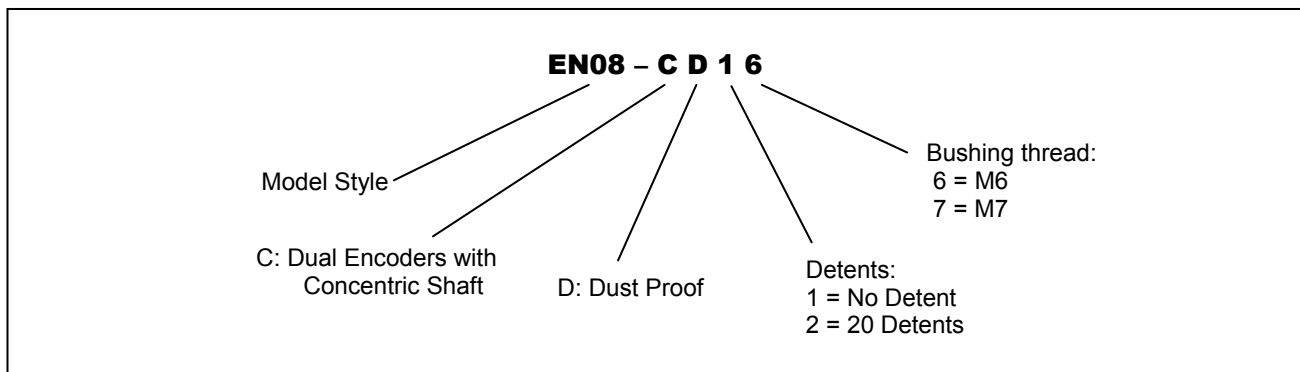 EN08 – C D 1 6
Model Style
C: Dual Encoders with
Concentric Shaft
D: Dust Proof
Detents:
1 = No Detent
2 = 20 Detents
Bushing thread:
6 = M6
7 = M7